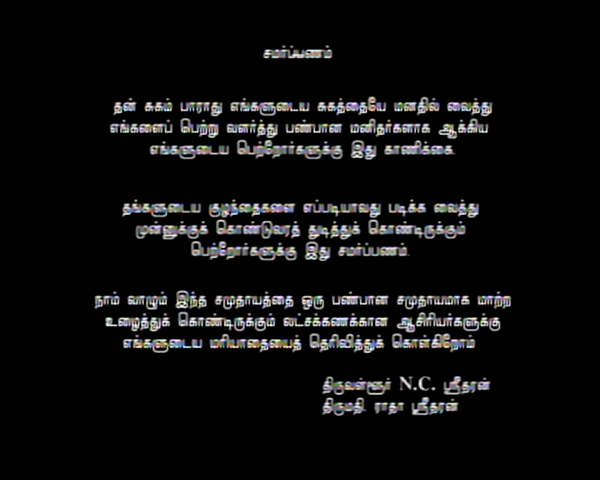 சமர்ப்பணம்
தன் சுகம் பாராது எங்களுடைய சுகத்தையே மனதில் வைத்து
எங்களைப் பெற்று வளர்த்து பண்பான மனிதர்களாக ஆக்கிய
எங்களுடைய பெற்றோர்களுக்கு இது காணிக்கை.
தங்களுடைய குழந்தைகளை எப்படியாவது படிக்க வைத்து
முன்னுக்குக் கொண்டுவரத் துடித்துக் கொண்டிருக்கும்
பெற்றோர்களுக்கு இது சமர்ப்பணம்.
நாம் வாழும் இந்த சமுதாயத்தை ஒரு பண்பான சமுதாயமாக மாற்ற
உழைத்துக் கொண்டிருக்கும் லட்சக்கணக்கான ஆசிரியர்களுக்கு
எங்களுடைய மரியாதையைத் தெரிவித்துக் கொள்கிறோம்
திருவள்ளூர் N.C. ஸ்ரீதரன்
திருமதி. ராதா ஸ்ரீதரன்